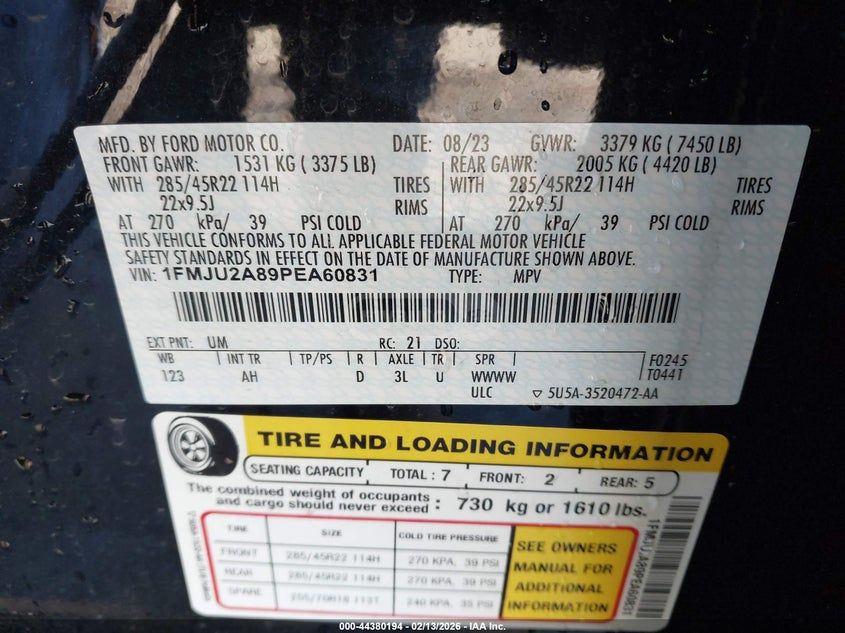 MFD. BY FORD MOTOR CO. DATE: 08/23 GVWR: 3379 KG ( 7450 LB)
FRONT GAWR: 1531 KG ( 3375 LB) REAR GAWR: 2005 KG ( 4420 LB)
WITH 285/45R22 114H TIRES WITH 285/45R22 114H TIRES
22x9.5J RIMS 22x9.5J RIMS
AT 270 kPa/ 39 PSI COLD AT 270 kPa/ 39 PSI COLD
THIS VEHICLE CONFORMS TO ALL APPLICABLE FEDERAL MOTOR VEHICLE
SAFETY STANDARDS IN EFFECT ON THE DATE OF MANUFACTURE SHOWN ABOVE.
VIN: 1FMJU2A89PEA60831 TYPE: MPV
EXT PNT: UM RC: 21 DSO:
WB INT TR TP/PS R AXLE TR SPR F0245
123 AH D 3L U WWWW T0441
ULC ▽ 5U5A-3520472-AA
TIRE AND LOADING INFORMATION
SEATING CAPACITY TOTAL : 7 FRONT: 2 REAR: 5
The combined weight of occupants
and cargo should never exceed : 730 kg or 1610 lbs.
TIRE SIZE COLD TIRE PRESSURE
FRONT 285/45R22 114H 270 KPA, 39 PSI
REAR 285/45R22 114H 270 KPA, 39 PSI
SPARE 255/70R18 113T 240 KPA, 35 PSI
SEE OWNERS
MANUAL FOR
ADDITIONAL
INFORMATION
000-44380194 - 02/13/2026 - IAA Inc.